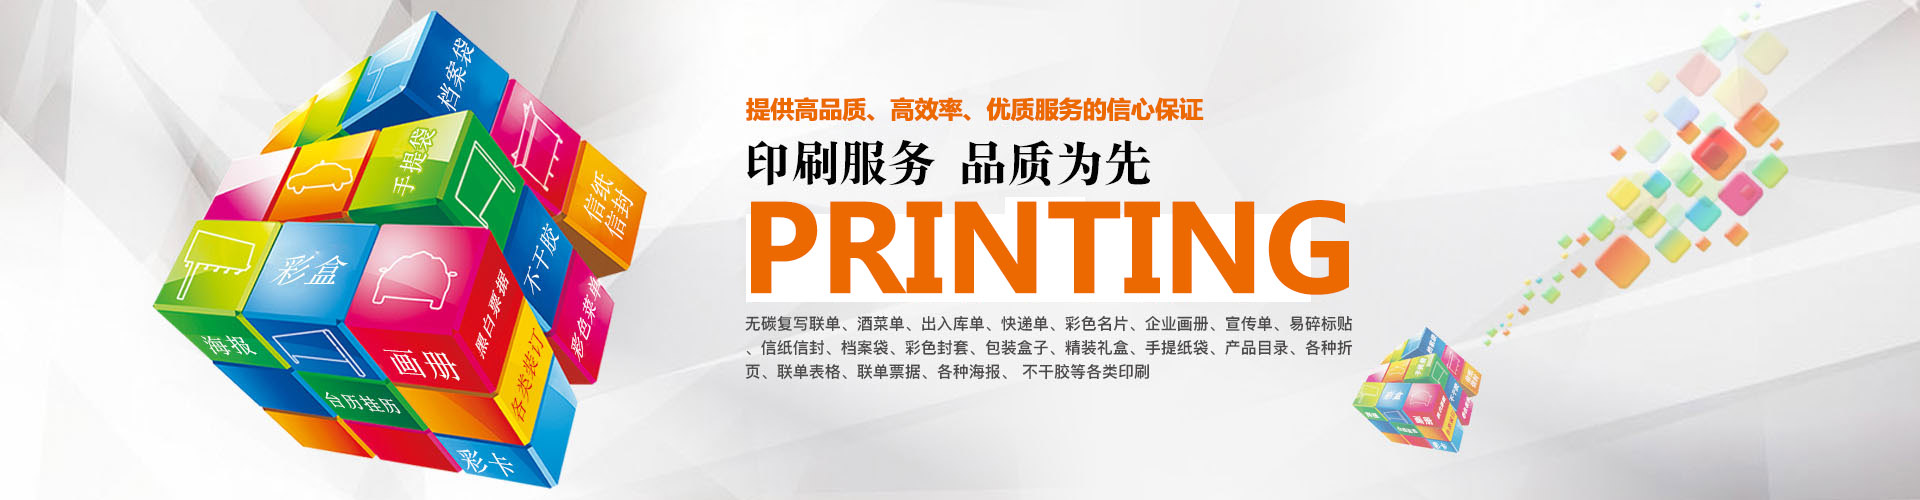 档案袋
手提袋
信纸
信封
彩盒
不干胶
黑白票据
彩色菜单
海报
画册
各类装订
台历挂历
彩卡
提供高品质、高效率、优质服务的信心保证
印刷服务 品质为先
PRINTING
无碳复写联单、酒菜单、出入库单、快递单、彩色名片、企业画册、宣传单、易碎标贴
、信纸信封、档案袋、彩色封套、包装盒子、精装礼盒、手提纸袋、产品目录、各种折
页、联单表格、联单票据、各种海报、 不干胶等各类印刷